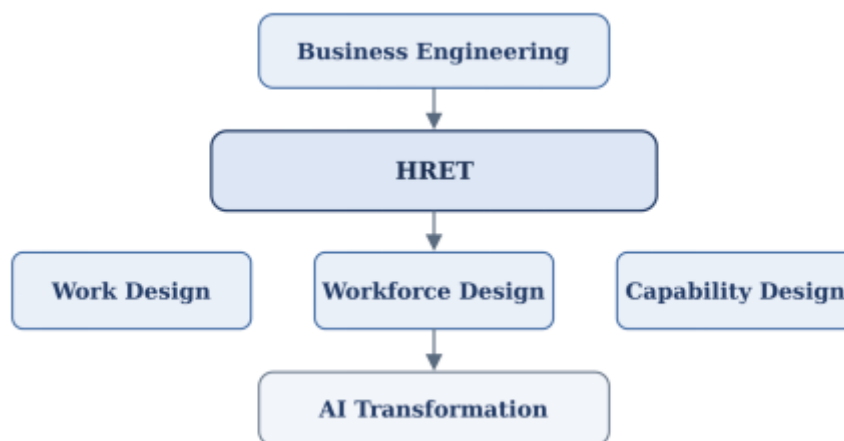 Business Engineering
HRET
Work Design
Workforce Design
Capability Design
AI Transformation